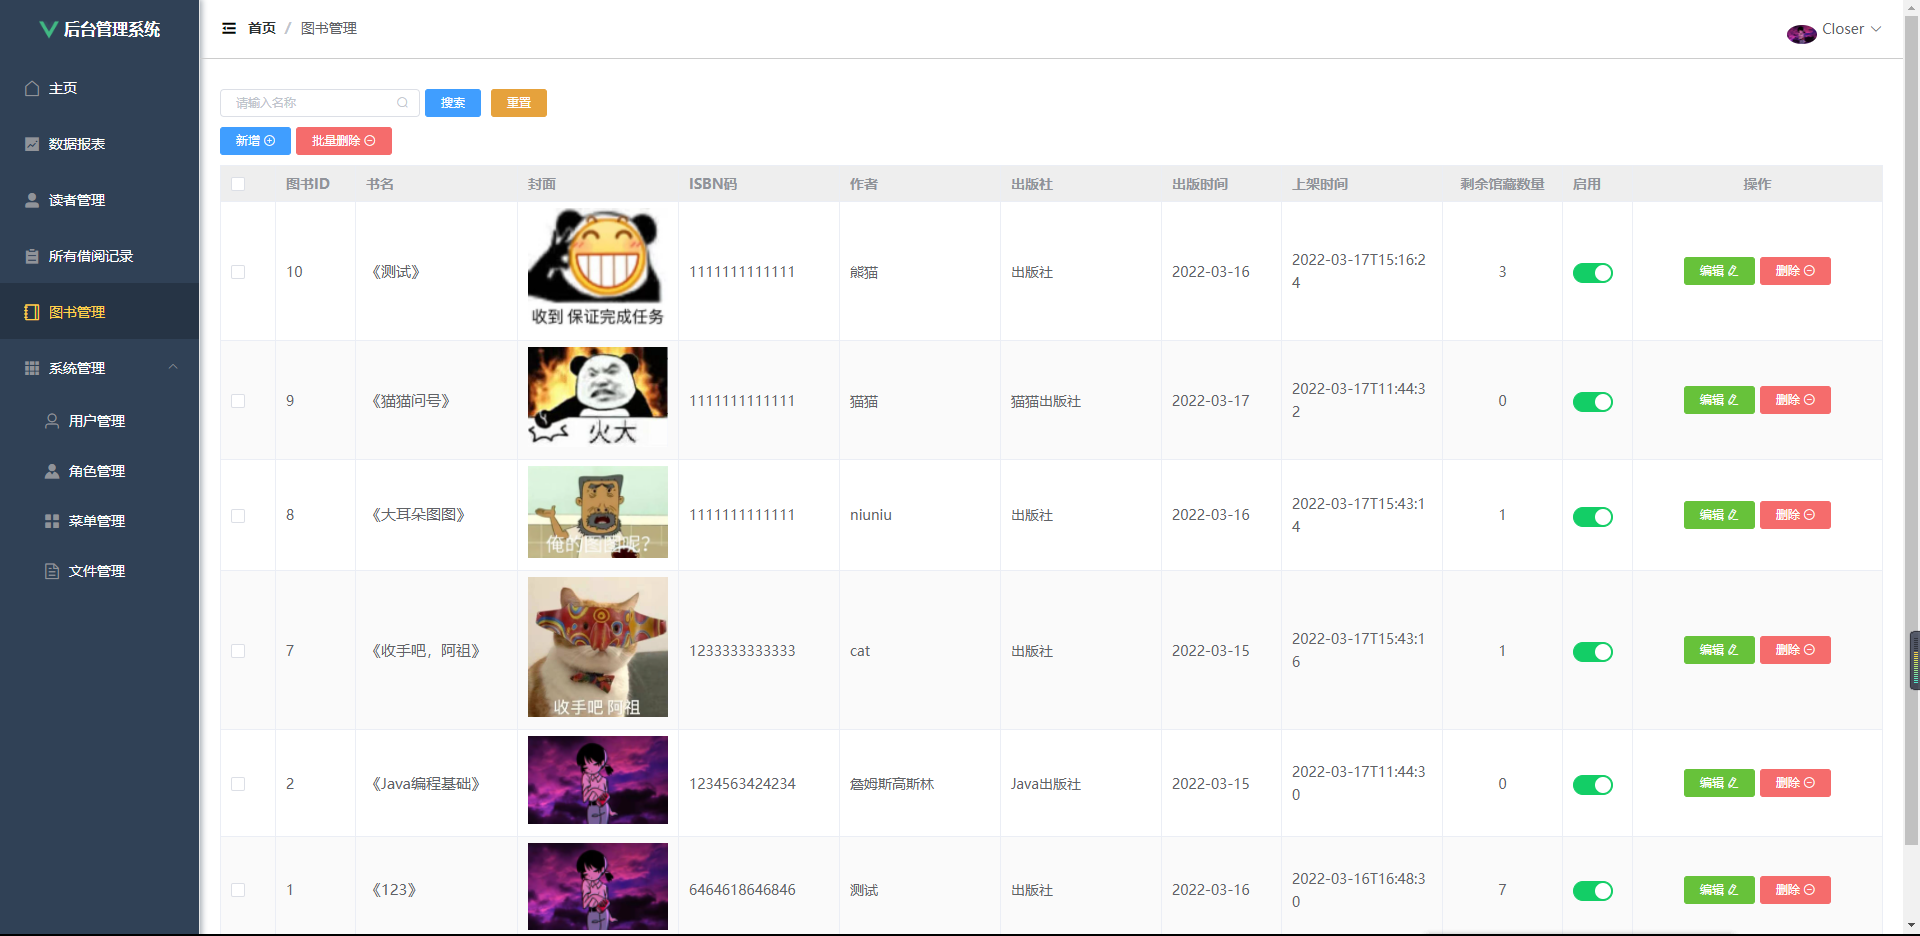 后台管理系统
主页
数据报表
读者管理
所有借阅记录
图书管理
系统管理
用户管理
角色管理
菜单管理
文件管理
首页 / 图书管理
Closer
请输入名称 搜索 重置
新增 批量删除
图书ID 书名 封面 ISBN码 作者 出版社 出版时间 上架时间 剩余馆藏数量 启用 操作
10 《测试》 1111111111111 熊猫 出版社 2022-03-16 2022-03-17T15:16:2 3 编辑 删除
4
收到 保证完成任务
9 《猫猫问号》 1111111111111 猫猫 猫猫出版社 2022-03-17 2022-03-17T11:44:3 0 编辑 删除
2
火大
8 《大耳朵图图》 1111111111111 niuniu 出版社 2022-03-16 2022-03-17T15:43:1 1 编辑 删除
4
俺的图图呢?
7 《收手吧，阿祖》 1233333333333 cat 出版社 2022-03-15 2022-03-17T15:43:1 1 编辑 删除
6
收手吧 阿祖
2 《Java编程基础》 1234563424234 詹姆斯高斯林 Java出版社 2022-03-15 2022-03-17T11:44:3 0 编辑 删除
0
1 《123》 6464618646846 测试 出版社 2022-03-16 2022-03-16T16:48:3 7 编辑 删除
0